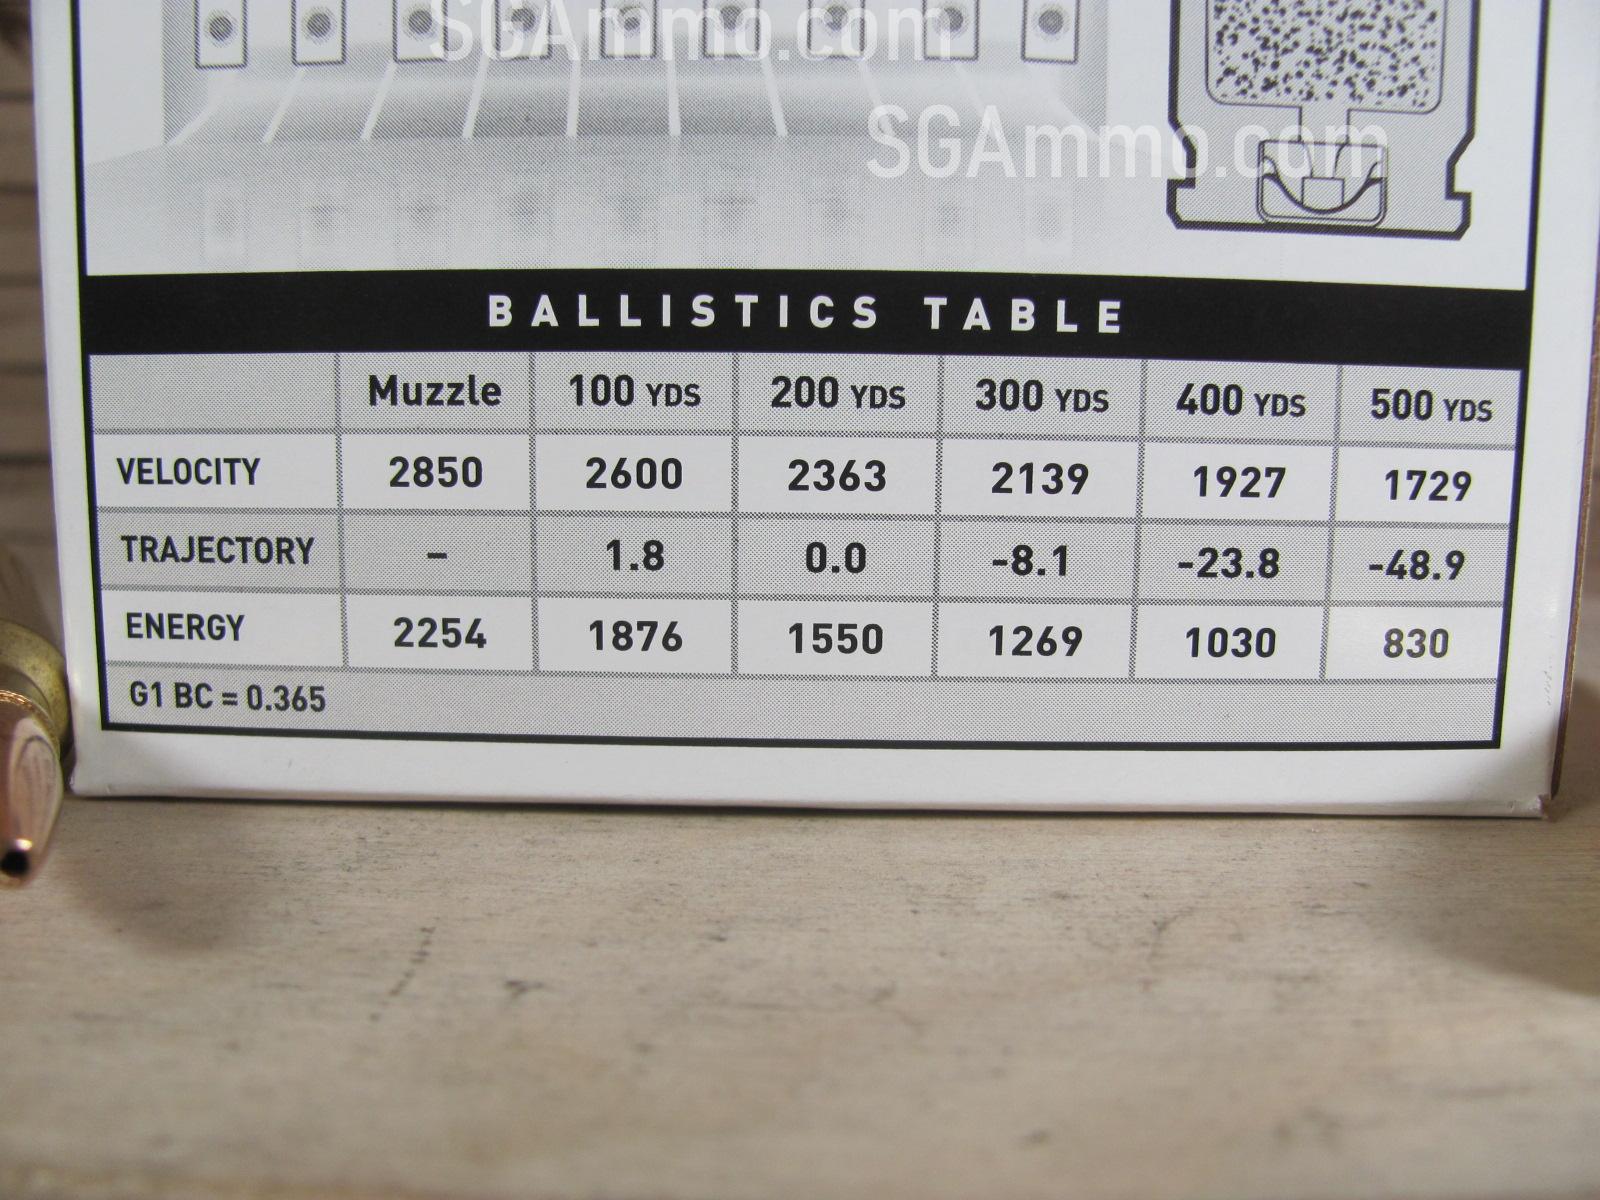 SGAmmo.com
SGAmmo.com
BALLISTICS TABLE
Muzzle 100 YDS 200 YDS 300 YDS 400 YDS 500 YDS
VELOCITY 2850 2600 2363 2139 1927 1729
TRAJECTORY – 1.8 0.0 -8.1 -23.8 -48.9
ENERGY 2254 1876 1550 1269 1030 830
G1 BC = 0.365